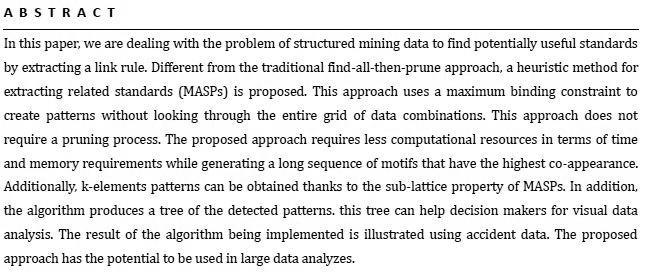 A B S T R A C T
In this paper, we are dealing with the problem of structured mining data to find potentially useful standards
by extracting a link rule. Different from the traditional find-all-then-prune approach, a heuristic method for
extracting related standards (MASPs) is proposed. This approach uses a maximum binding constraint to
create patterns without looking through the entire grid of data combinations. This approach does not
require a pruning process. The proposed approach requires less computational resources in terms of time
and memory requirements while generating a long sequence of motifs that have the highest co-appearance.
Additionally, k-elements patterns can be obtained thanks to the sub-lattice property of MASPs. In addition,
the algorithm produces a tree of the detected patterns. this tree can help decision makers for visual data
analysis. The result of the algorithm being implemented is illustrated using accident data. The proposed
approach has the potential to be used in large data analyzes.